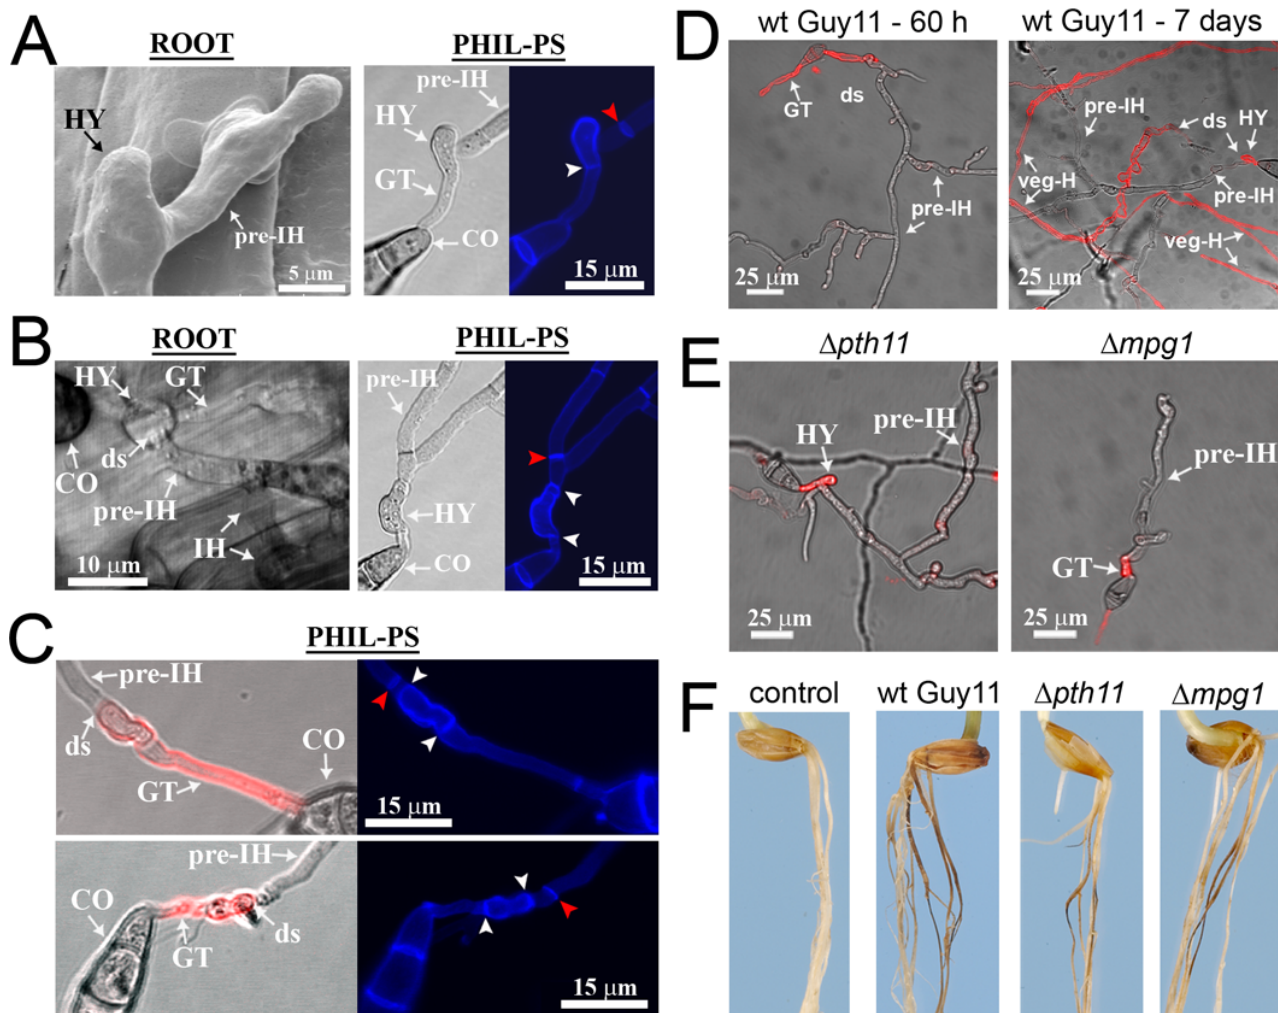 A
ROOT
HY
pre-IH
5 μm
PHIL-PS
pre-IH
HY
GT
CO
15 μm
B
ROOT
HY
GT
CO
ds
pre-IH
IH
10 μm
PHIL-PS
pre-IH
HY
CO
15 μm
C
PHIL-PS
pre-IH
ds
CO
GT
15 μm
pre-IH
CO
ds
GT
15 μm
D
wt Guy11 - 60 h
GT
ds
pre-IH
25 μm
wt Guy11 - 7 days
pre-IH
ds
HY
veg-H
pre-IH
veg-H
25 μm
E
Δpth11
pre-IH
HY
25 μm
Δmpg1
pre-IH
GT
25 μm
F
control
wt Guy11
Δpth11
Δmpg1